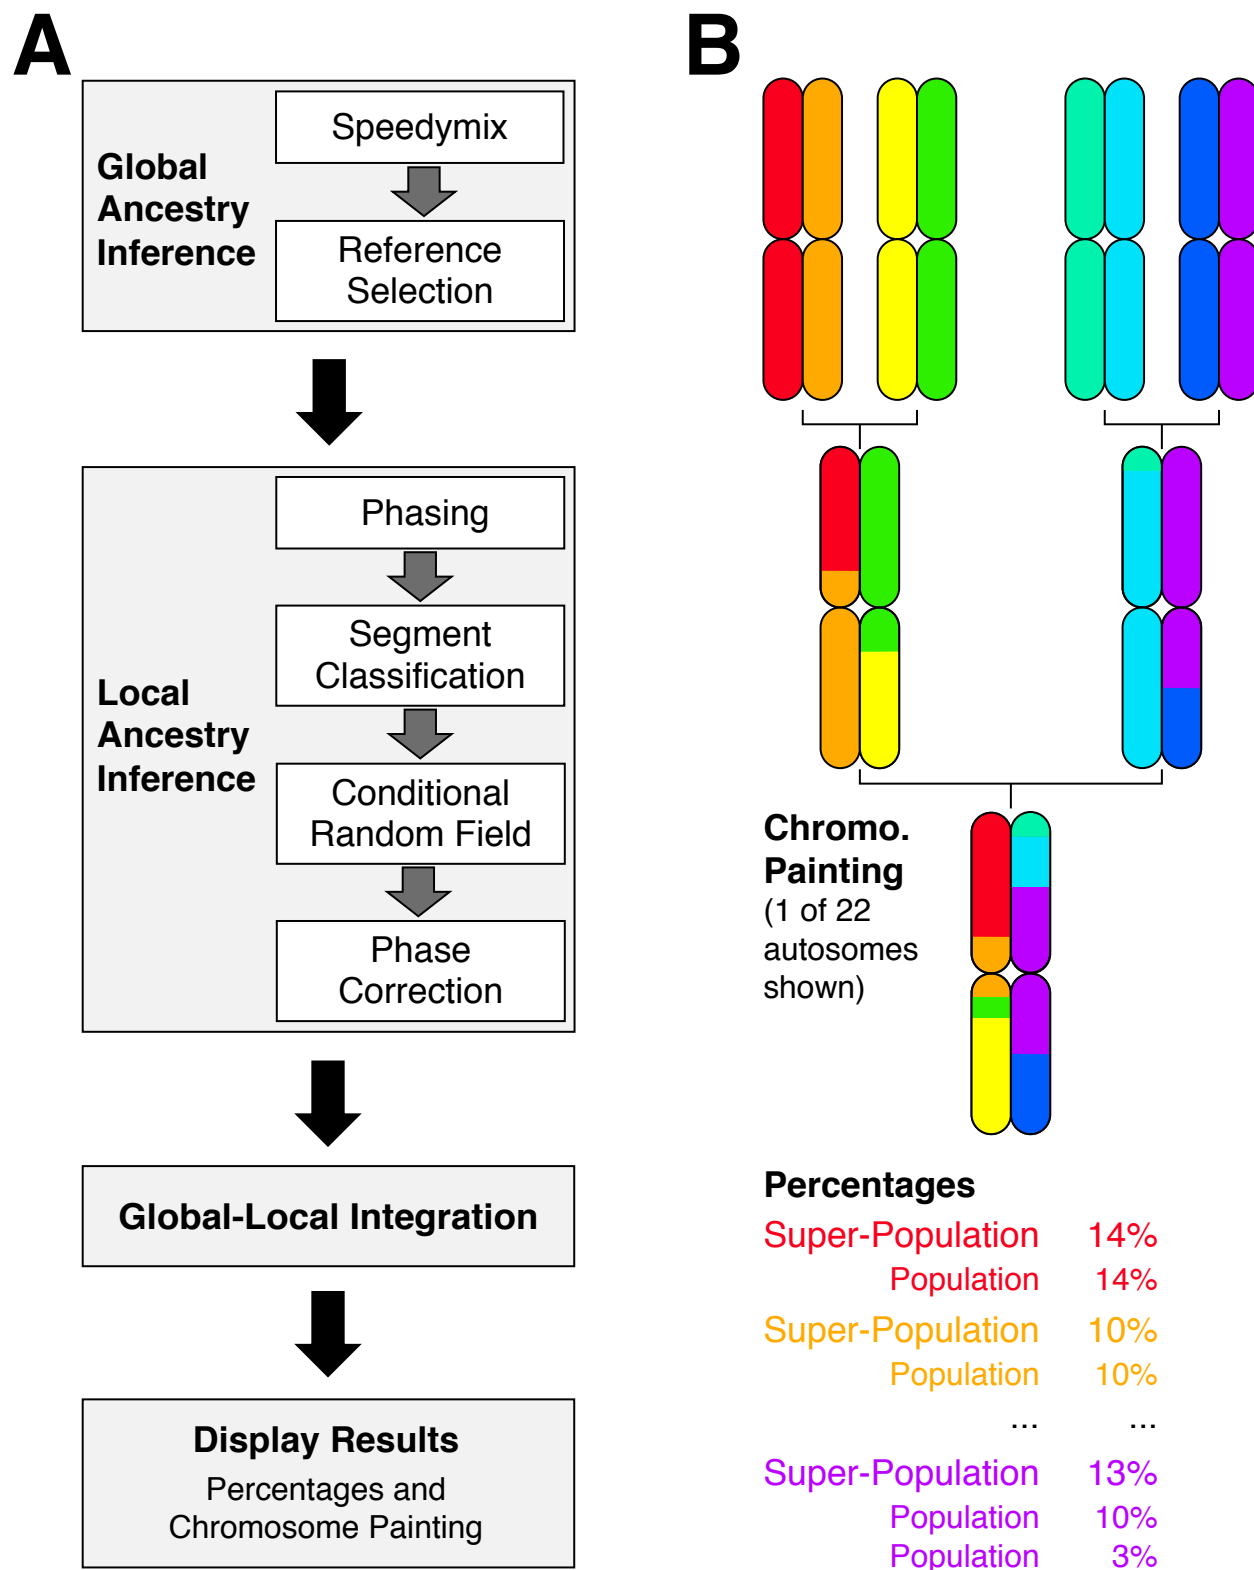 A
Global
Ancestry
Inference
Speedymix
Reference
Selection
Local
Ancestry
Inference
Phasing
Segment
Classification
Conditional
Random Field
Phase
Correction
Global-Local Integration
Display Results
Percentages and
Chromosome Painting
B
Chromo.
Painting
(1 of 22
autosomes
shown)
Percentages
Super-Population 14%
Population 14%
Super-Population 10%
Population 10%
... ...
Super-Population 13%
Population 10%
Population 3%